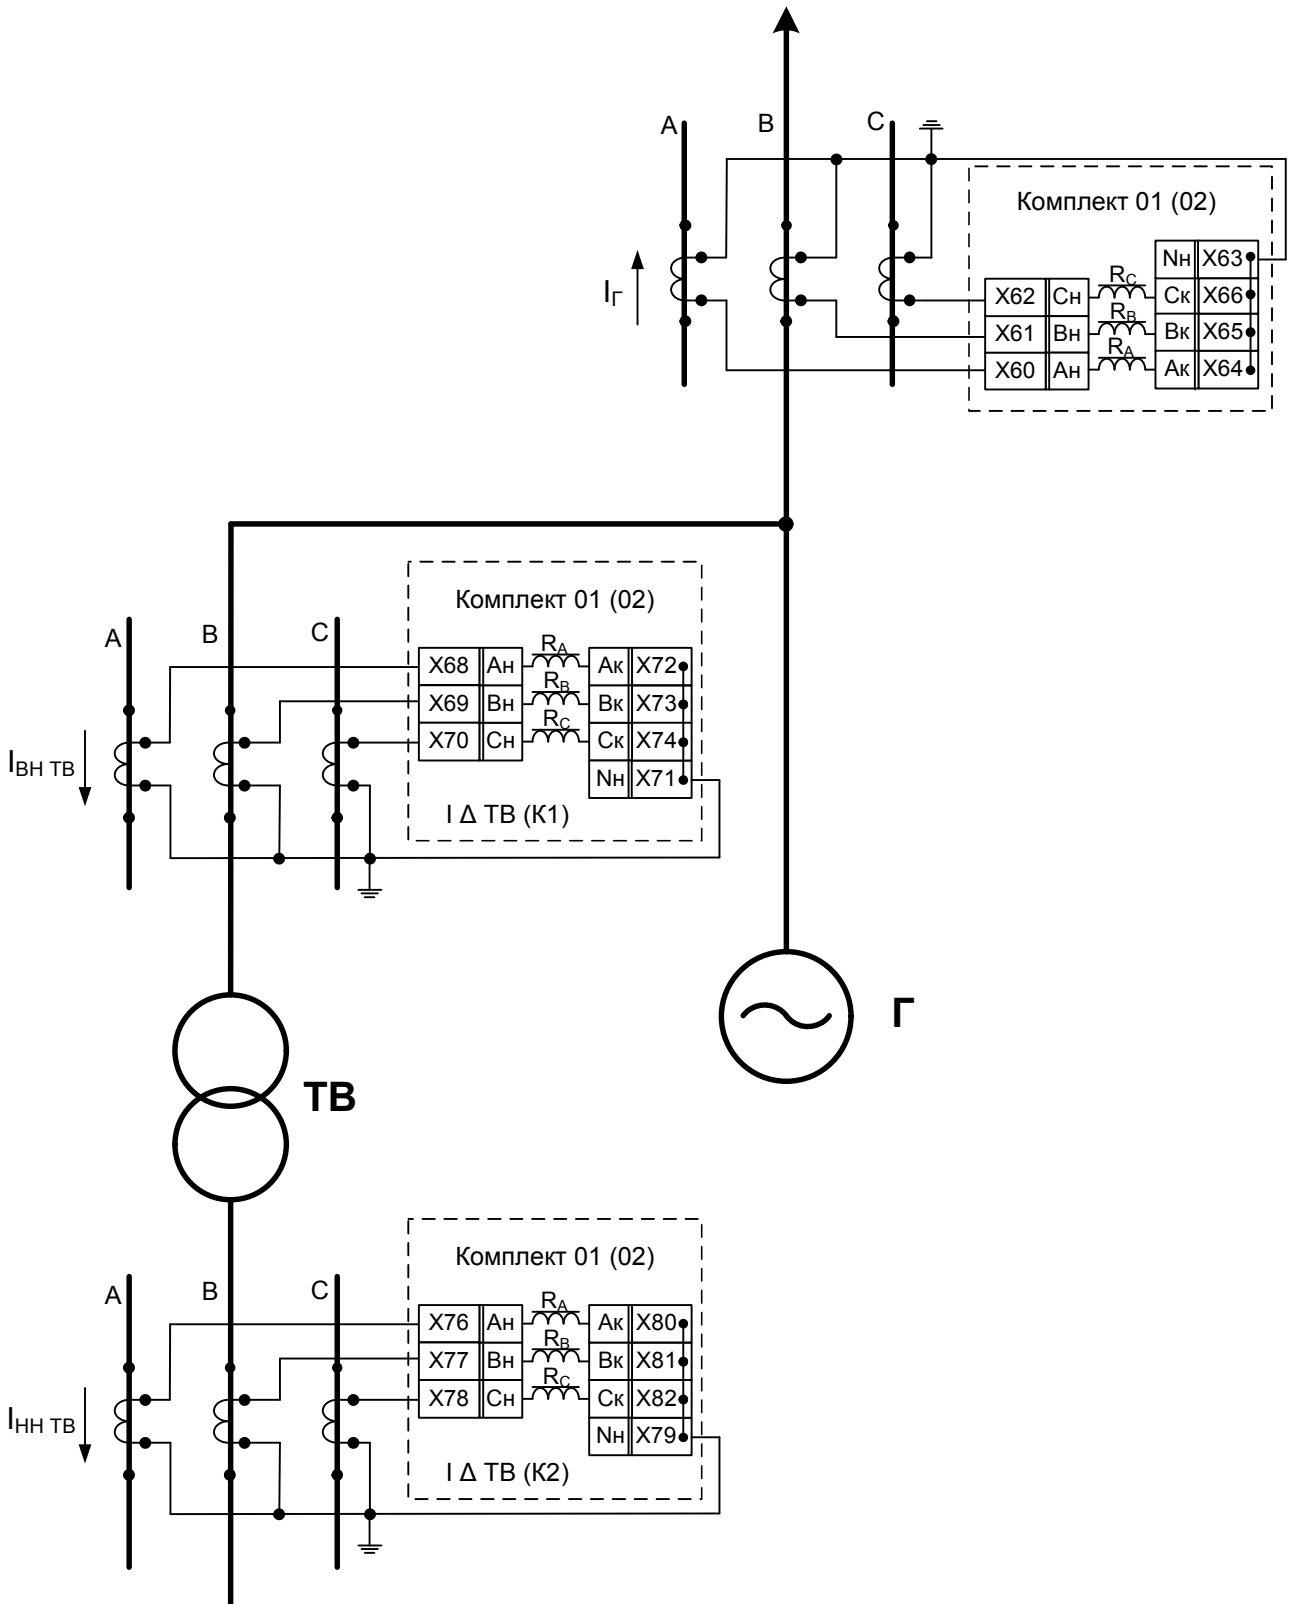 A B C
Комплект 01 (02)
IГ
Nн X63
X62 Cн RC Cк X66
X61 Bн RB Bк X65
X60 Aн RA Aк X64
A B C
Комплект 01 (02)
X68 Aн RA Aк X72
X69 Bн RB Bк X73
X70 Cн RC Cк X74
Nн X71
IВН ТВ
I Δ ТВ (К1)
Г
ТВ
A B C
Комплект 01 (02)
X76 Aн RA Aк X80
X77 Bн RB Bк X81
X78 Cн RC Cк X82
Nн X79
IНН ТВ
I Δ ТВ (К2)